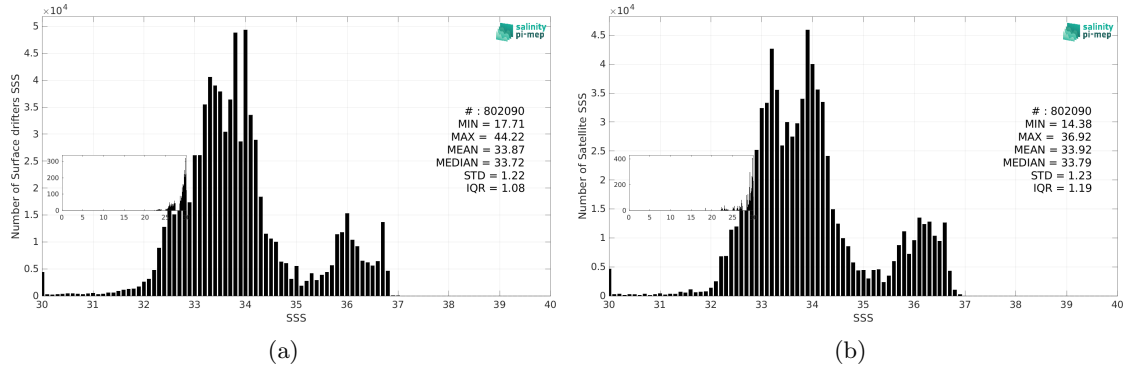 ×10⁴
5
4.5
4
3.5
3
2.5
2
1.5
1
0.5
0
Number of Surface drifters SSS
salinity
pi-mep
# : 802090
MIN = 17.71
MAX = 44.22
MEAN = 33.87
MEDIAN = 33.72
STD = 1.22
IQR = 1.08
300
200
100
0
0 5 10 15 20 25
30 31 32 33 34 35 36 37 38 39 40
SSS
(a)
×10⁴
4.5
4
3.5
3
2.5
2
1.5
1
0.5
0
Number of Satellite SSS
salinity
pi-mep
# : 802090
MIN = 14.38
MAX = 36.92
MEAN = 33.92
MEDIAN = 33.79
STD = 1.23
IQR = 1.19
400
200
0
0 5 10 15 20 25
30 31 32 33 34 35 36 37 38 39 40
SSS
(b)